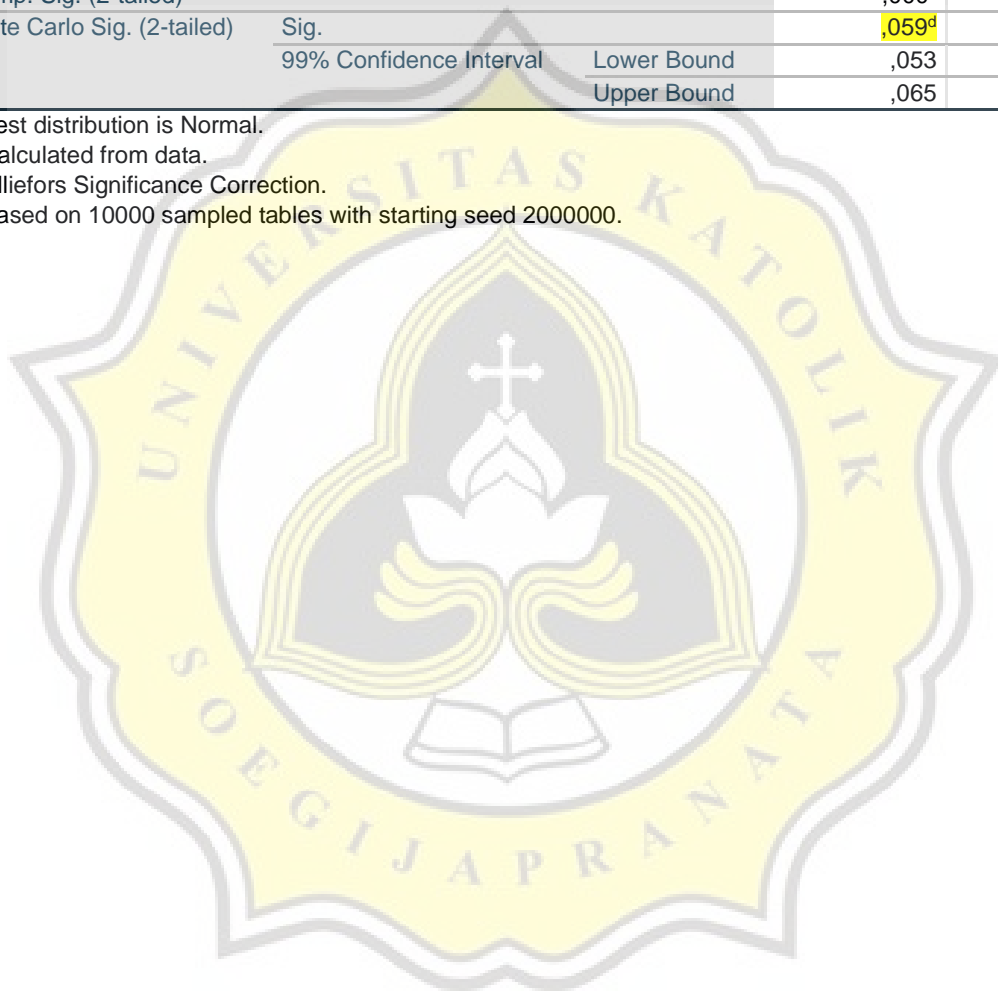 te Carlo Sig. (2-tailed) Sig. ,059d
99% Confidence Interval Lower Bound ,053
Upper Bound ,065
est distribution is Normal.
alculated from data.
lliefors Significance Correction.
ased on 10000 sampled tables with starting seed 2000000.
UNIVERSITAS KATOLIK
SOEGIJAPRANATA